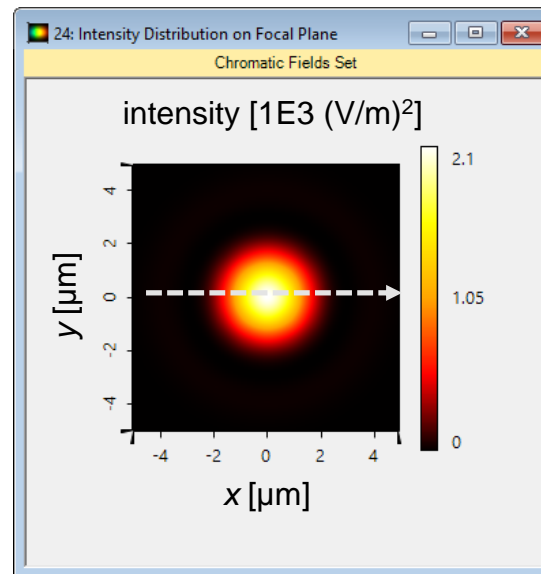 24: Intensity Distribution on Focal Plane
Chromatic Fields Set
intensity [1E3 (V/m)²]
2.1
1.05
0
y [µm]
4
2
0
-2
-4
-4 -2 0 2 4
x [µm]